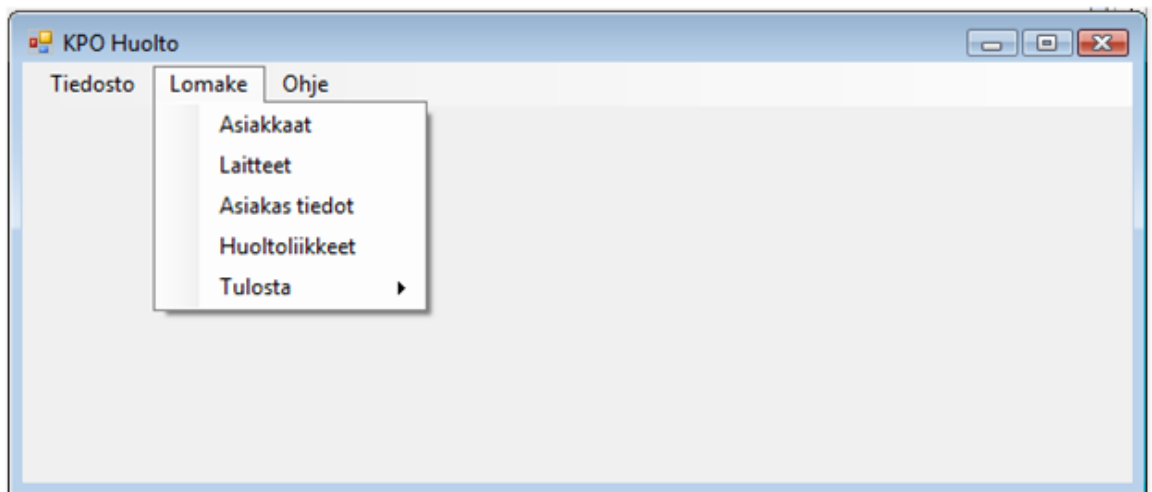 KPO Huolto
Tiedosto Lomake Ohje
Asiakkaat
Laitteet
Asiakas tiedot
Huoltoliikkeet
Tulosta